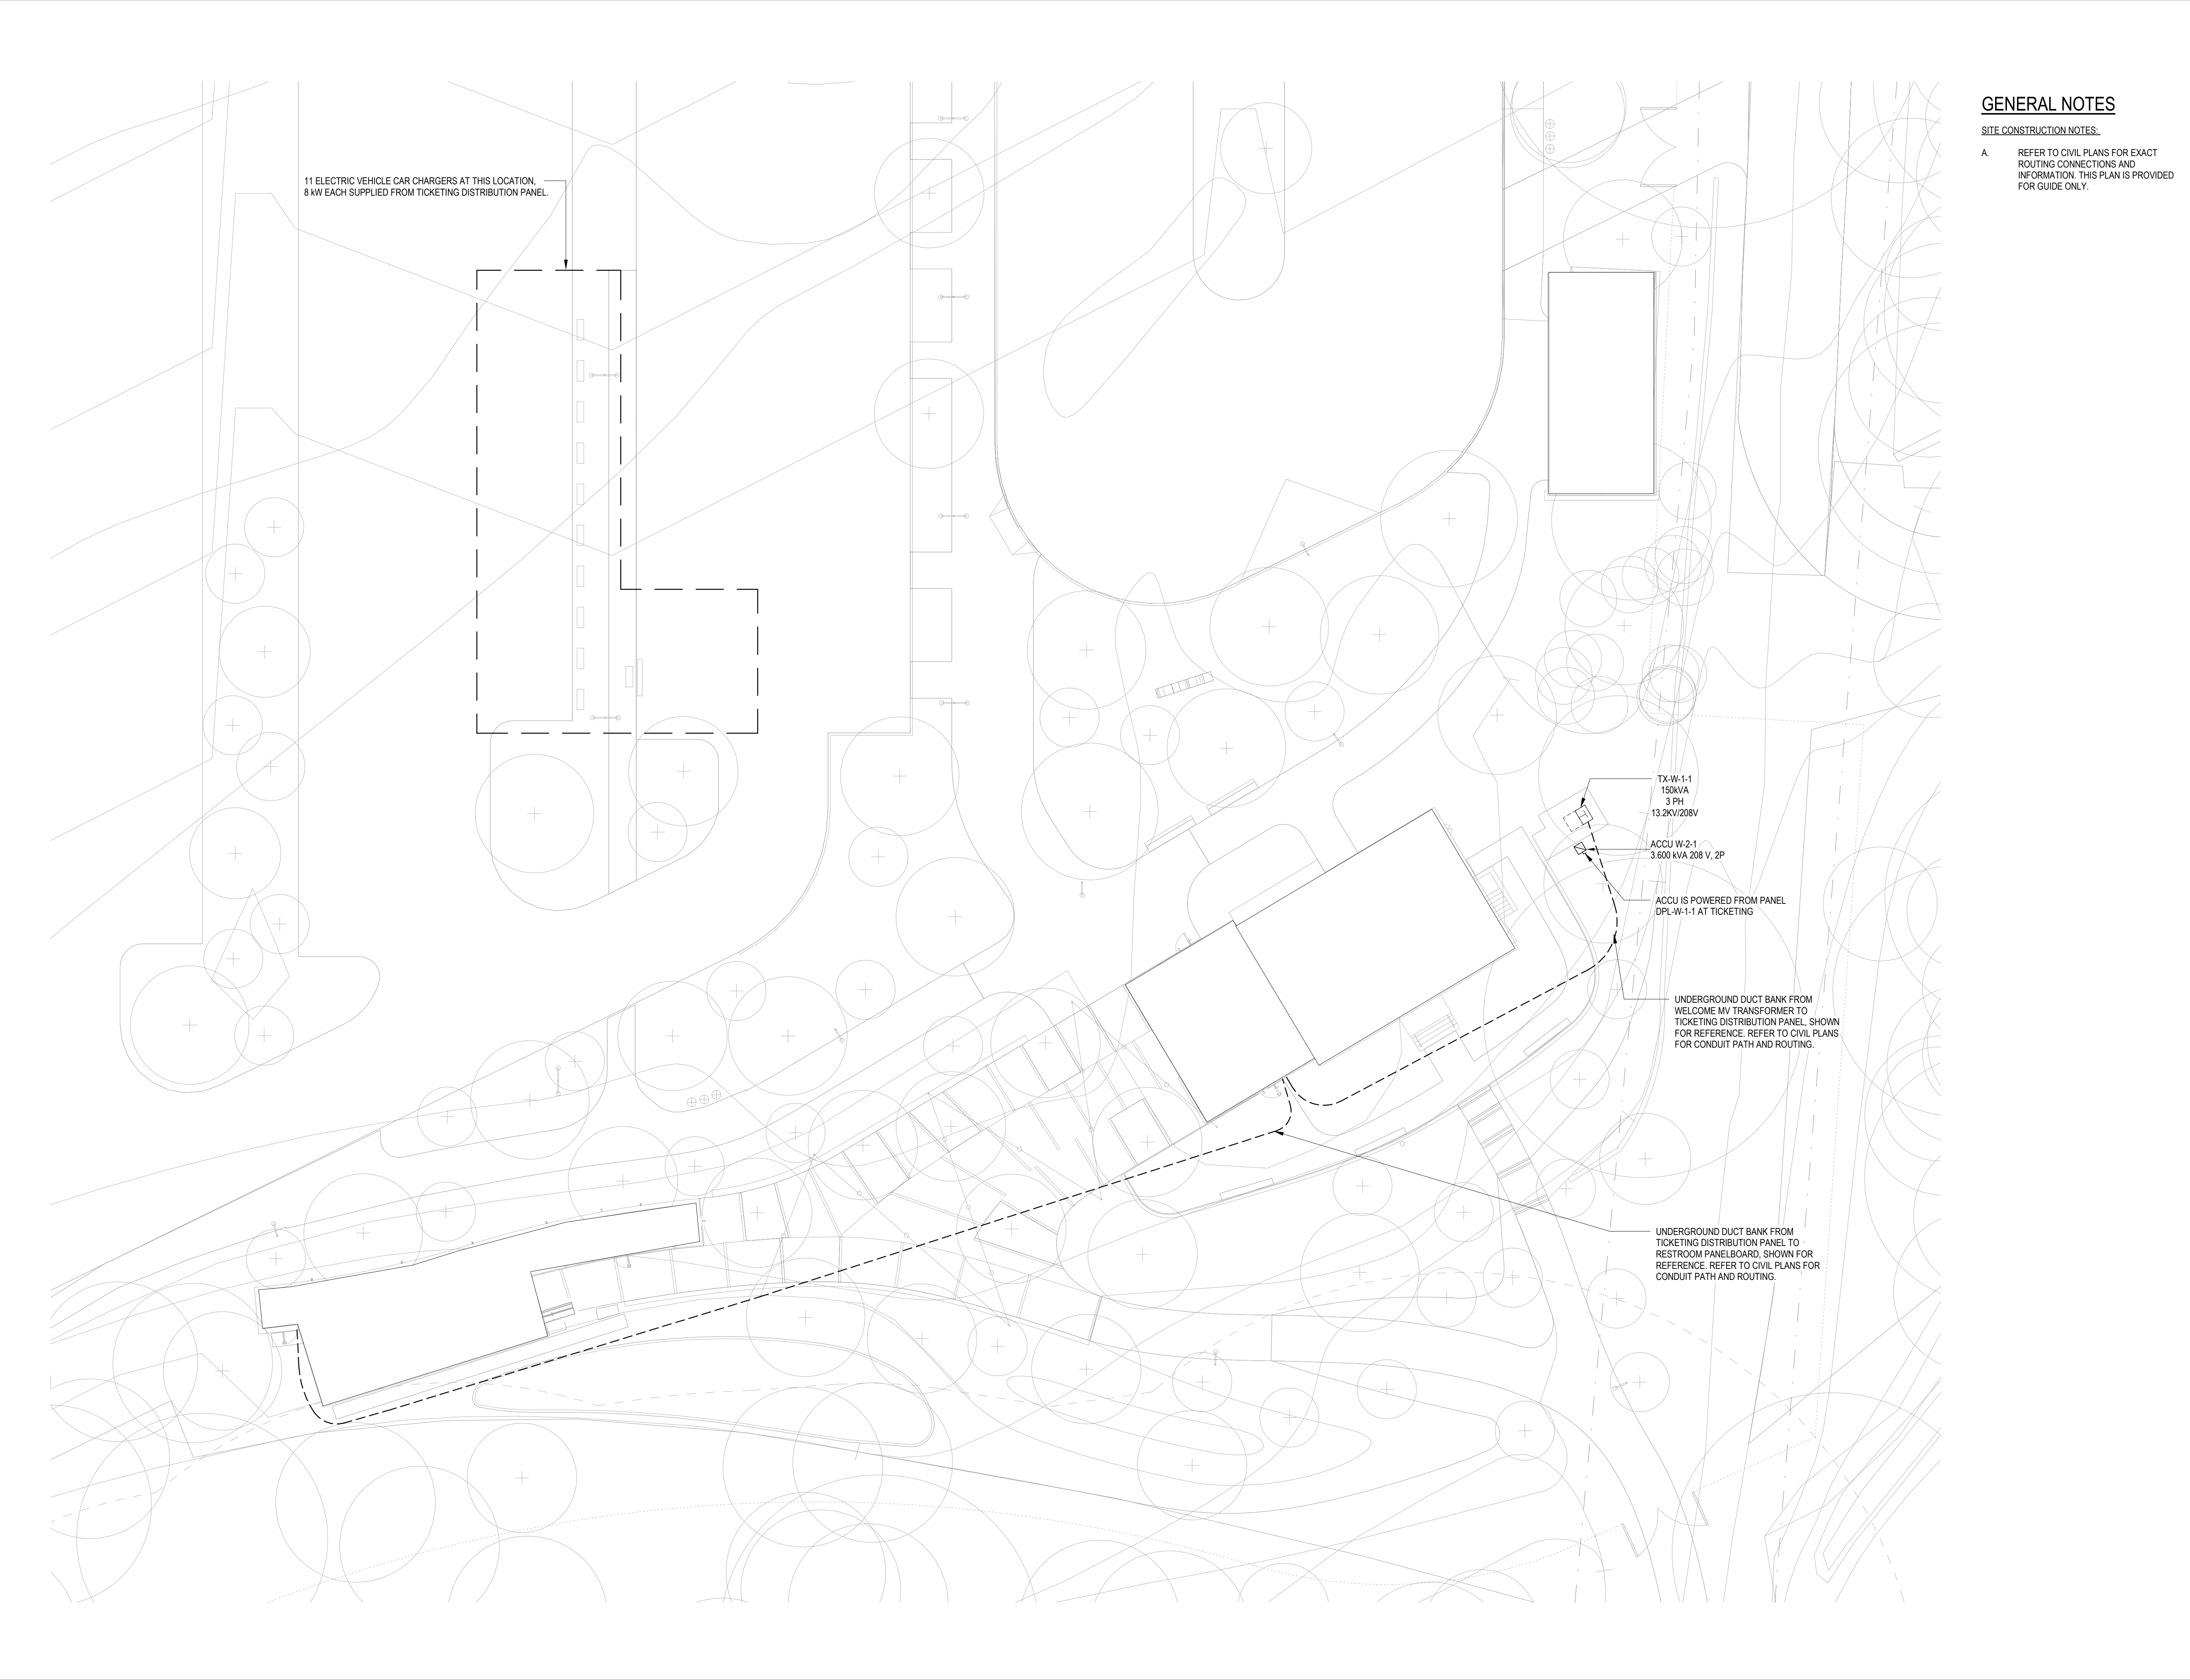 GENERAL NOTES
SITE CONSTRUCTION NOTES:
A. REFER TO CIVIL PLANS FOR EXACT
ROUTING CONNECTIONS AND
INFORMATION. THIS PLAN IS PROVIDED
FOR GUIDE ONLY.
11 ELECTRIC VEHICLE CAR CHARGERS AT THIS LOCATION,
8 kW EACH SUPPLIED FROM TICKETING DISTRIBUTION PANEL.
TX-W-1-1
150kVA
3 PH
13.2KV/208V
ACCU W-2-1
3.600 kVA 208 V, 2P
ACCU IS POWERED FROM PANEL
DPL-W-1-1 AT TICKETING
UNDERGROUND DUCT BANK FROM
WELCOME MV TRANSFORMER TO
TICKETING DISTRIBUTION PANEL, SHOWN
FOR REFERENCE. REFER TO CIVIL PLANS
FOR CONDUIT PATH AND ROUTING.
UNDERGROUND DUCT BANK FROM
TICKETING DISTRIBUTION PANEL TO
RESTROOM PANELBOARD, SHOWN FOR
REFERENCE. REFER TO CIVIL PLANS FOR
CONDUIT PATH AND ROUTING.